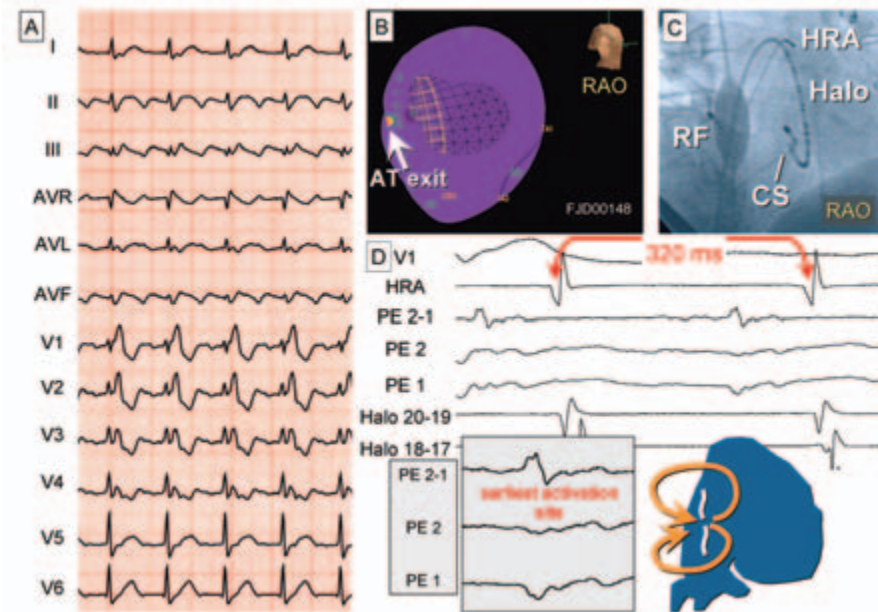 A
I
II
III
AVR
AVL
AVF
V1
V2
V3
V4
V5
V6
B
RAO
AT exit
FJD00148
C
HRA
Halo
RF
CS
RAO
D V1
320 ms
HRA
PE 2-1
PE 2
PE 1
Halo 20-19
Halo 18-17
PE 2-1
earliest activation
site
PE 2
PE 1